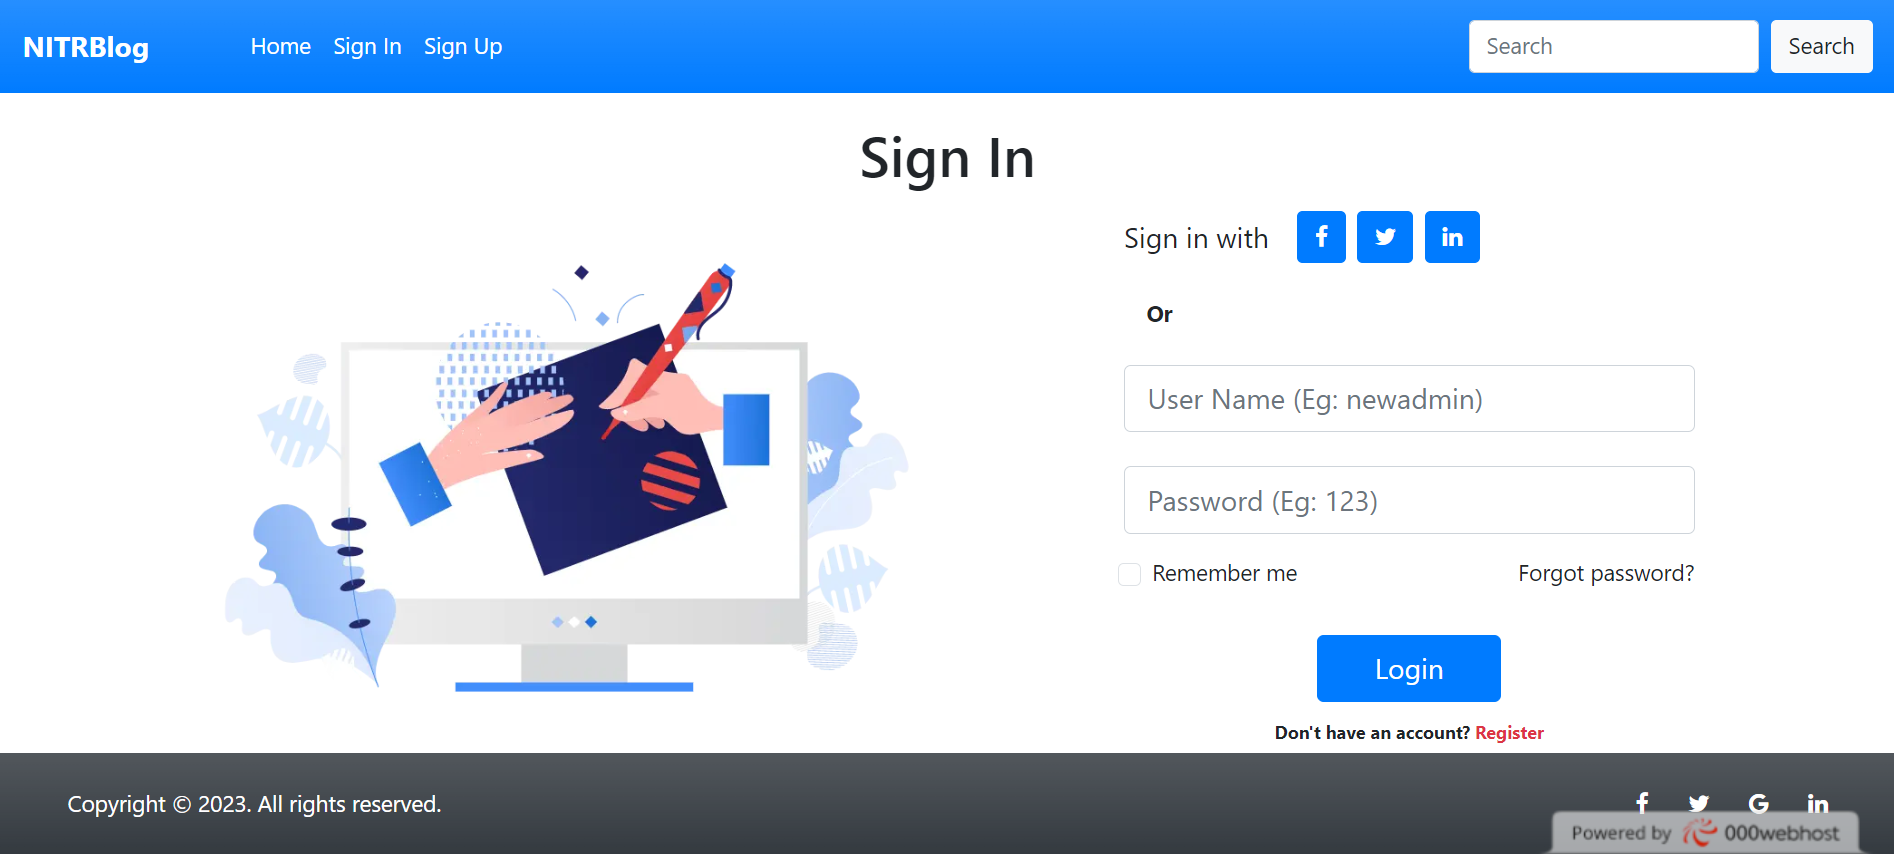 NITRBlog Home Sign In Sign Up Search Search
Sign In
Sign in with
Or
User Name (Eg: newadmin)
Password (Eg: 123)
Remember me Forgot password?
Login
Don't have an account? Register
Copyright © 2023. All rights reserved.
Powered by 000webhost